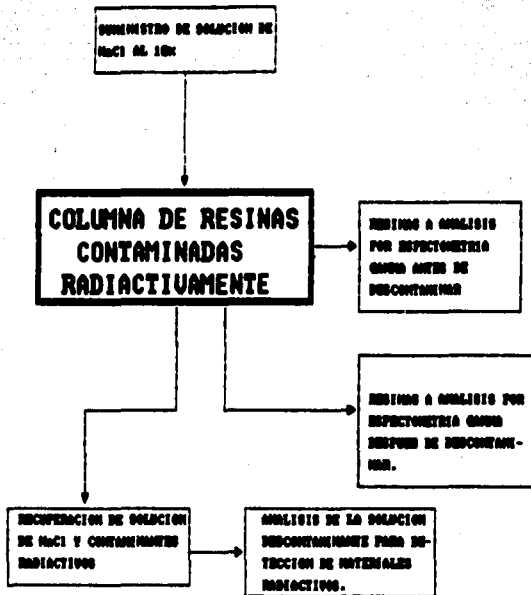 SUMINISTRO DE SOLUCION DE
NaCl AL 10%
COLUMNA DE RESINAS
CONTAMINADAS
RADIACTIVAMENTE
RESINAS A ANALISIS
POR ESPECTOMETRIA
GAMMA ANTES DE
DESCONTAMINAR
RESINAS A ANALISIS POR
ESPECTOMETRIA GAMMA
DESPUES DE DESCONTAMI-
NAR.
RECUPERACION DE SOLUCION
DE NaCl Y CONTAMINANTES
RADIACTIVOS
ANALISIS DE LA SOLUCION
DESCONTAMINANTE PARA DE-
TECCION DE MATERIALES
RADIACTIVOS.